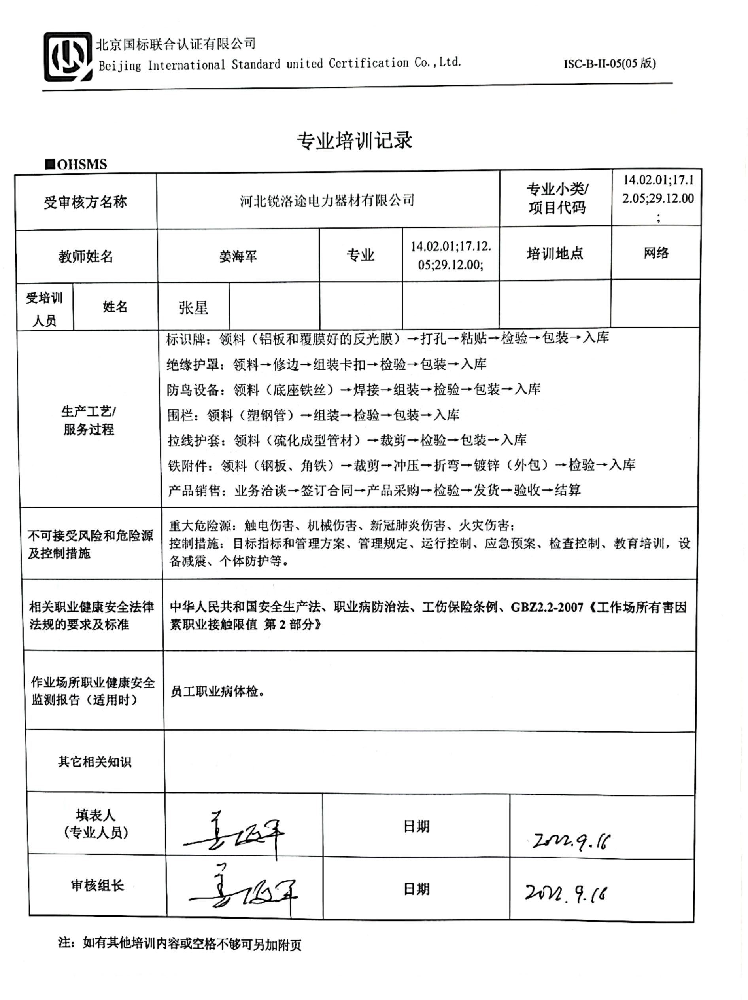 北京国标联合认证有限公司
Beijing International Standard united Certification Co.,Ltd.
ISC-B-II-05(05 版)
专业培训记录
■OHSMS
受审核方名称
河北锐洛途电力器材有限公司
专业小类/
项目代码
14.02.01;17.1
2.05;29.12.00
;
教师姓名
姜海军
专业
14.02.01;17.12.
05;29.12.00;
培训地点
网络
受培训
人员
姓名
张星
生产工艺/
服务过程
标识牌：领料（铝板和覆膜好的反光膜）→打孔→粘贴→检验→包装→入库
绝缘护罩：领料→修边→组装卡扣→检验→包装→入库
防鸟设备：领料（底座铁丝）→焊接→组装→检验→包装→入库
围栏：领料（塑钢管）→组装→检验→包装→入库
拉线护套：领料（硫化成型管材）→裁剪→检验→包装→入库
铁附件：领料（钢板、角铁）→裁剪→冲压→折弯→镀锌（外包）→检验→入库
产品销售：业务洽谈→签订合同→产品采购→检验→发货→验收→结算
不可接受风险和危险源
及控制措施
重大危险源：触电伤害、机械伤害、新冠肺炎伤害、火灾伤害；
控制措施：目标指标和管理方案、管理规定、运行控制、应急预案、检查控制、教育培训，设
备减震、个体防护等。
相关职业健康安全法律
法规的要求及标准
中华人民共和国安全生产法、职业病防治法、工伤保险条例、GBZ2.2-2007《工作场所有害因
素职业接触限值 第 2 部分》
作业场所职业健康安全
监测报告（适用时）
员工职业病体检。
其它相关知识
填表人
(专业人员)
姜海军
日期
2022.9.16
审核组长
姜海军
日期
2022.9.16
注：如有其他培训内容或空格不够可另加附页